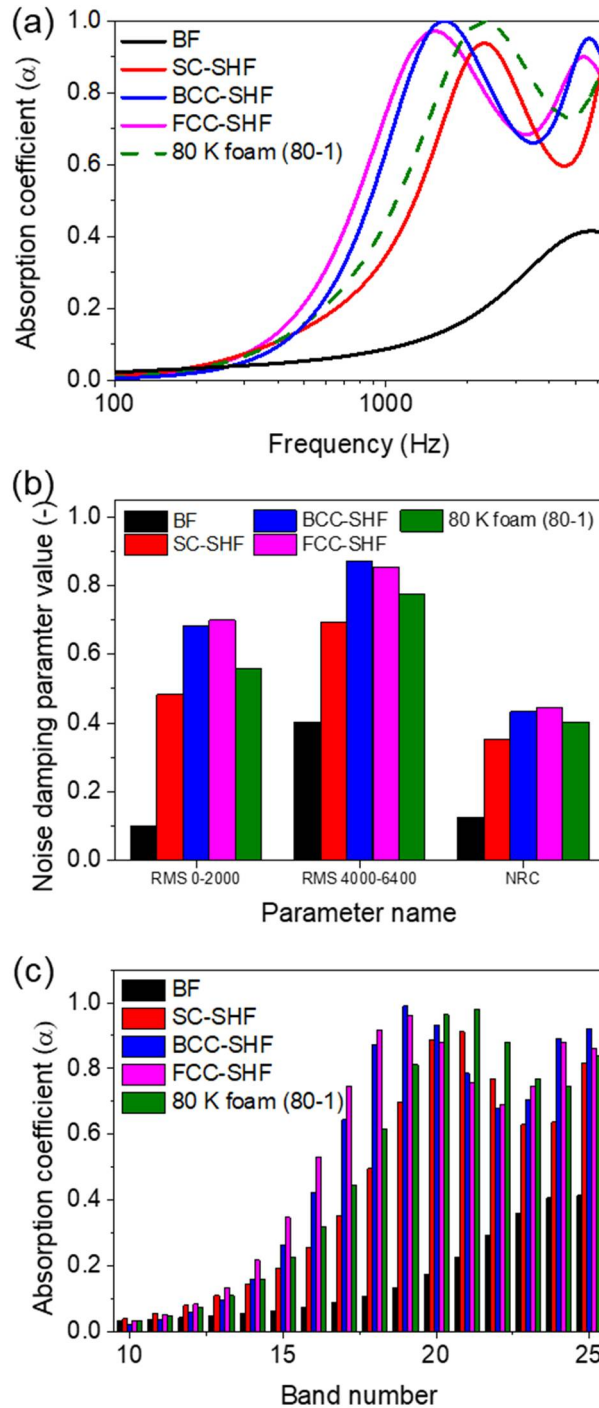 (a)
1.0
0.8
0.6
0.4
0.2
0.0
Absorption coefficient (α)
BF
SC-SHF
BCC-SHF
FCC-SHF
80 K foam (80-1)
100
1000
Frequency (Hz)
(b)
1.0
0.8
0.6
0.4
0.2
0.0
Noise damping paramter value (-)
BF
BCC-SHF
80 K foam (80-1)
SC-SHF
FCC-SHF
RMS 0-2000
RMS 4000-6400
NRC
Parameter name
(c)
1.0
0.8
0.6
0.4
0.2
0.0
Absorption coefficient (α)
BF
SC-SHF
BCC-SHF
FCC-SHF
80 K foam (80-1)
10
15
20
25
Band number